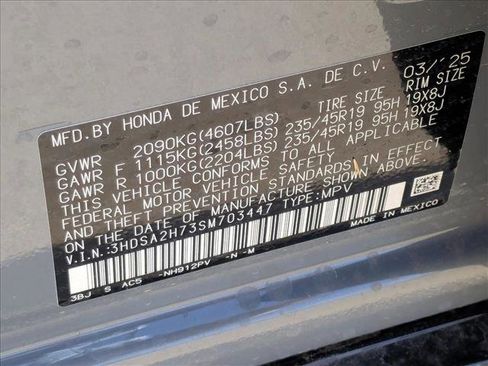 MFD. BY HONDA DE MEXICO S.A. DE C.V. 03/'25
TIRE SIZE RIM SIZE
GVWR 2090KG(4607LBS)
GAWR F 1115KG(2458LBS) 235/45R19 95H 19X8J
GAWR R 1000KG(2204LBS) 235/45R19 95H 19X8J
THIS VEHICLE CONFORMS TO ALL APPLICABLE
FEDERAL MOTOR VEHICLE SAFETY
AND THEFT PREVENTION STANDARDS IN EFFECT
ON THE DATE OF MANUFACTURE SHOWN ABOVE.
V.I.N.:3HDSA2H73SM703447 TYPE:MPV
3BJ S AC5 -NH912PV -N -M MADE IN MEXICO